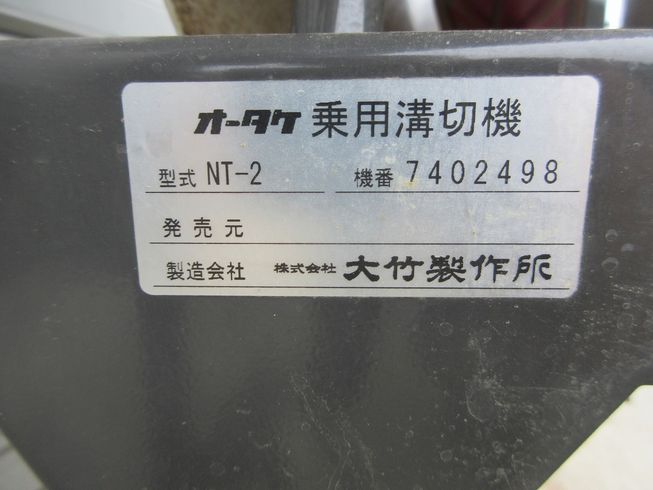 オータケ 乗用溝切機
型式 NT-2 機番 7402498
発売元
製造会社 株式会社 大竹製作所